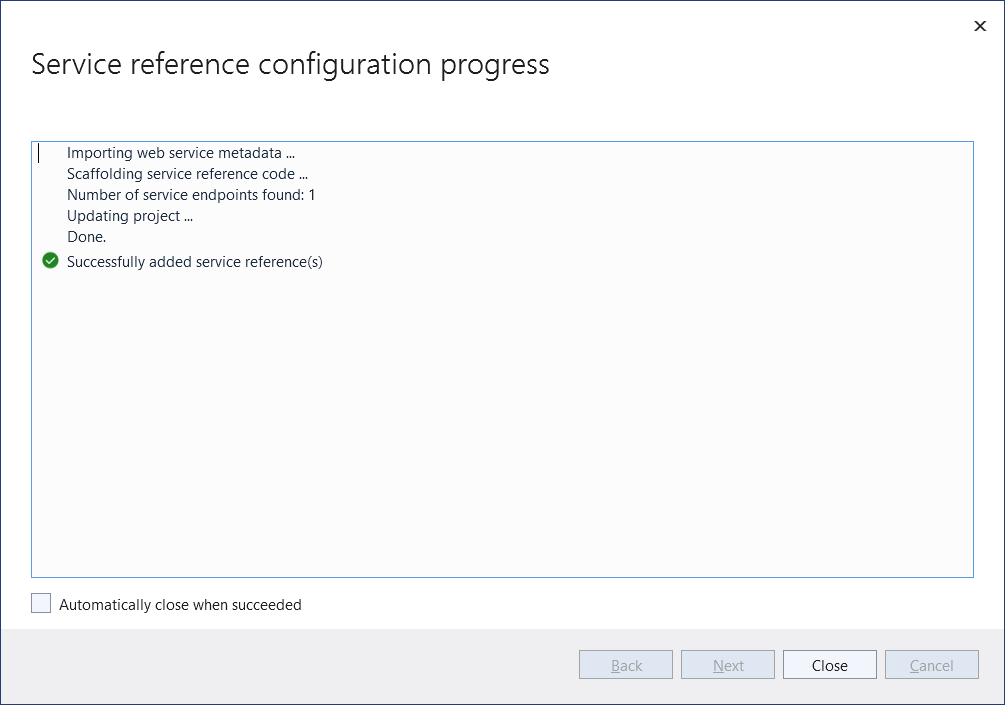 Service reference configuration progress
Importing web service metadata ...
Scaffolding service reference code ...
Number of service endpoints found: 1
Updating project ...
Done.
Successfully added service reference(s)
Automatically close when succeeded
Back Next Close Cancel